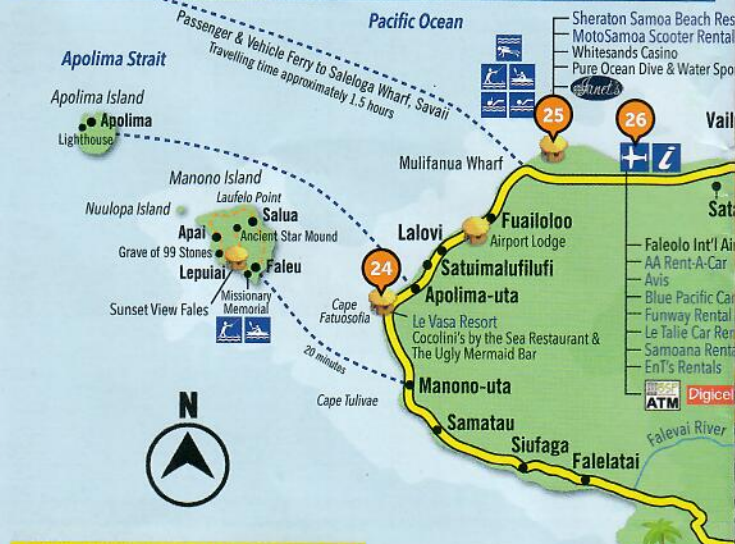 Pacific Ocean
Sheraton Samoa Beach Res
MotoSamoa Scooter Rental
Whitesands Casino
Pure Ocean Dive & Water Spo
Janet's
Passenger & Vehicle Ferry to Saleloga Wharf, Savaii
Travelling time approximately 1.5 hours
Apolima Strait
Apolima Island
Apolima
Lighthouse
25
26
Vail
Mulifanua Wharf
Manono Island
Laufelo Point
Nuulopa Island
Salua
Apai
Ancient Star Mound
Grave of 99 Stones
Lepuiai
Faleu
Sunset View Fales
Missionary
Memorial
Fuailoloo
Airport Lodge
Lalovi
Satuimalufilufi
24
Apolima-uta
Cape
Fatuosofia
Le Vasa Resort
Cocolini's by the Sea Restaurant &
The Ugly Mermaid Bar
Sata
Faleolo Int'l Air
AA Rent-A-Car
Avis
Blue Pacific Car
Funway Rental
Le Talie Car Ren
Samoana Renta
EnT's Rentals
BSP
ATM
Digicel
20 minutes
Manono-uta
Cape Tulivae
N
Samatau
Siufaga
Falelatai
Falevai River